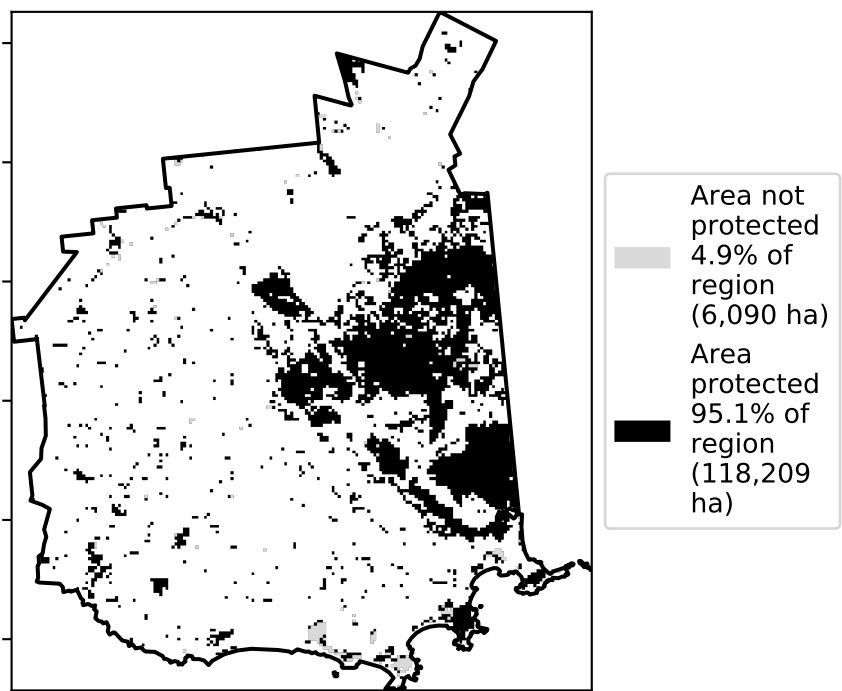 Area not
protected
4.9% of
region
(6,090 ha)
Area
protected
95.1% of
region
(118,209
ha)